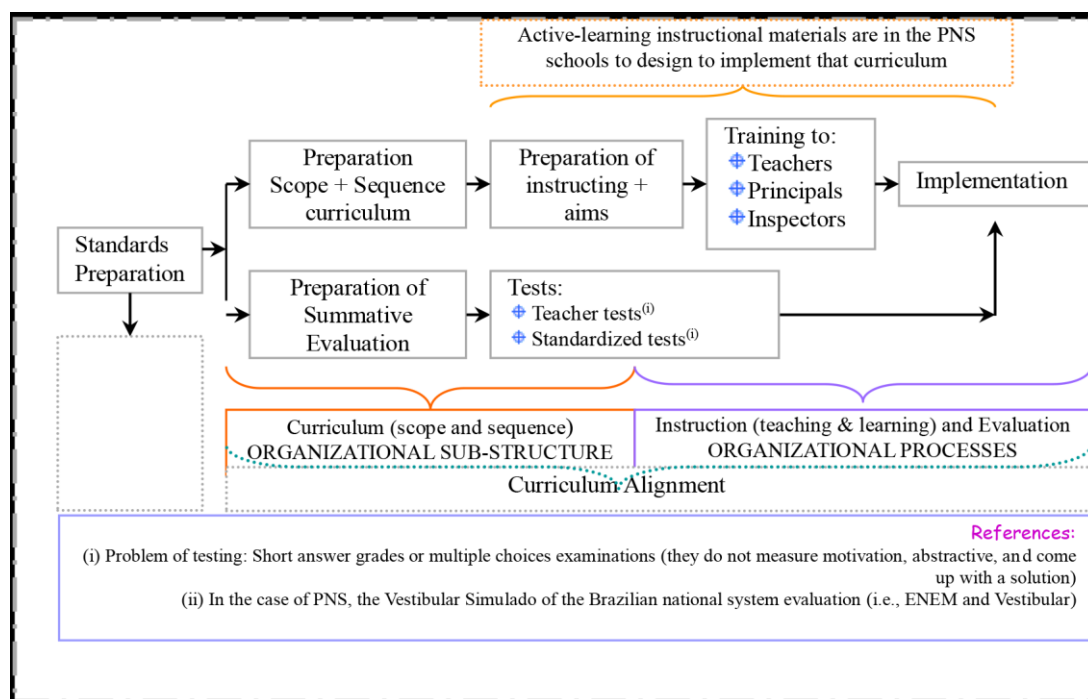 Active-learning instructional materials are in the PNS
schools to design to implement that curriculum
Preparation
Scope + Sequence
curriculum
Preparation of
instructing +
aims
Training to:
Teachers
Principals
Inspectors
Implementation
Standards
Preparation
Preparation of
Summative
Evaluation
Tests:
Teacher tests(i)
Standardized tests(i)
Curriculum (scope and sequence)
ORGANIZATIONAL SUB-STRUCTURE
Instruction (teaching & learning) and Evaluation
ORGANIZATIONAL PROCESSES
Curriculum Alignment
References:
(i) Problem of testing: Short answer grades or multiple choices examinations (they do not measure motivation, abstractive, and come
up with a solution)
(ii) In the case of PNS, the Vestibular Simulado of the Brazilian national system evaluation (i.e., ENEM and Vestibular)